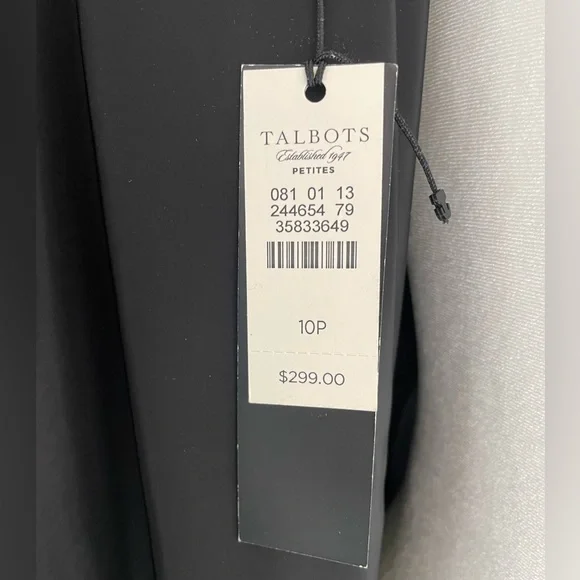 TALBOTS
Established 1947
PETITES
081 01 13
244654 79
35833649
10P
$299.00